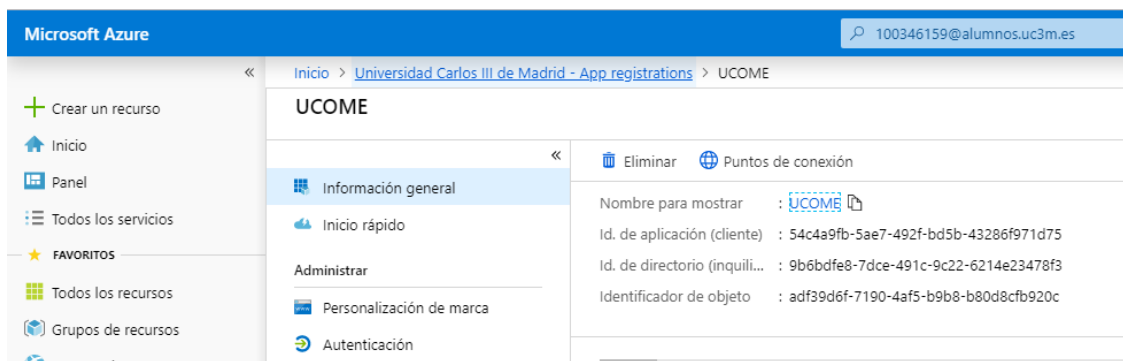 Microsoft Azure
100346159@alumnos.uc3m.es
Inicio > Universidad Carlos III de Madrid - App registrations > UCOME
UCOME
Crear un recurso
Inicio
Panel
Todos los servicios
FAVORITOS
Todos los recursos
Grupos de recursos
Información general
Inicio rápido
Administrar
Personalización de marca
Autenticación
Eliminar
Puntos de conexión
Nombre para mostrar : UCOME
Id. de aplicación (cliente) : 54c4a9fb-5ae7-492f-bd5b-43286f971d75
Id. de directorio (inquili... : 9b6bdfe8-7dce-491c-9c22-6214e23478f3
Identificador de objeto : adf39d6f-7190-4af5-b9b8-b80d8cfb920c